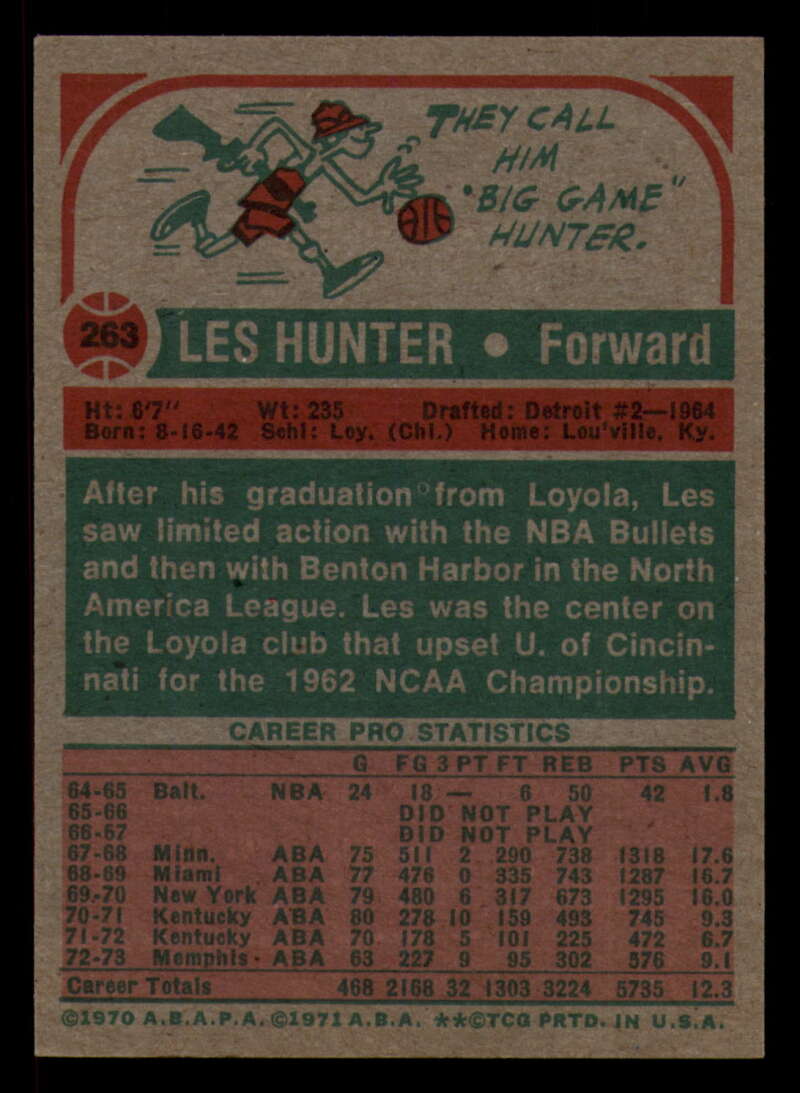 THEY CALL
HIM
"BIG GAME"
HUNTER.
263 LES HUNTER • Forward
Ht: 6'7" Wt: 235 Drafted: Detroit #2—1964
Born: 8-16-42 Schl: Loy. (Chi.) Home: Lou'ville, Ky.
After his graduation from Loyola, Les
saw limited action with the NBA Bullets
and then with Benton Harbor in the North
America League. Les was the center on
the Loyola club that upset U. of Cincin-
nati for the 1962 NCAA Championship.
CAREER PRO STATISTICS
G FG 3 PT FT REB PTS AVG
64-65 Balt. NBA 24 18 — 6 50 42 1.8
65-66 DID NOT PLAY
66-67 DID NOT PLAY
67-68 Minn. ABA 75 511 2 290 738 1318 17.6
68-69 Miami ABA 77 476 0 335 743 1287 16.7
69-70 New York ABA 79 480 6 317 673 1295 16.0
70-71 Kentucky ABA 80 278 10 159 493 745 9.3
71-72 Kentucky ABA 70 178 5 101 225 472 6.7
72-73 Memphis ABA 63 227 9 95 302 576 9.1
Career Totals 468 2168 32 1303 3224 5735 12.3
©1970 A.B.A.P.A. ©1971 A.B.A. **©TCG PRTD. IN U.S.A.